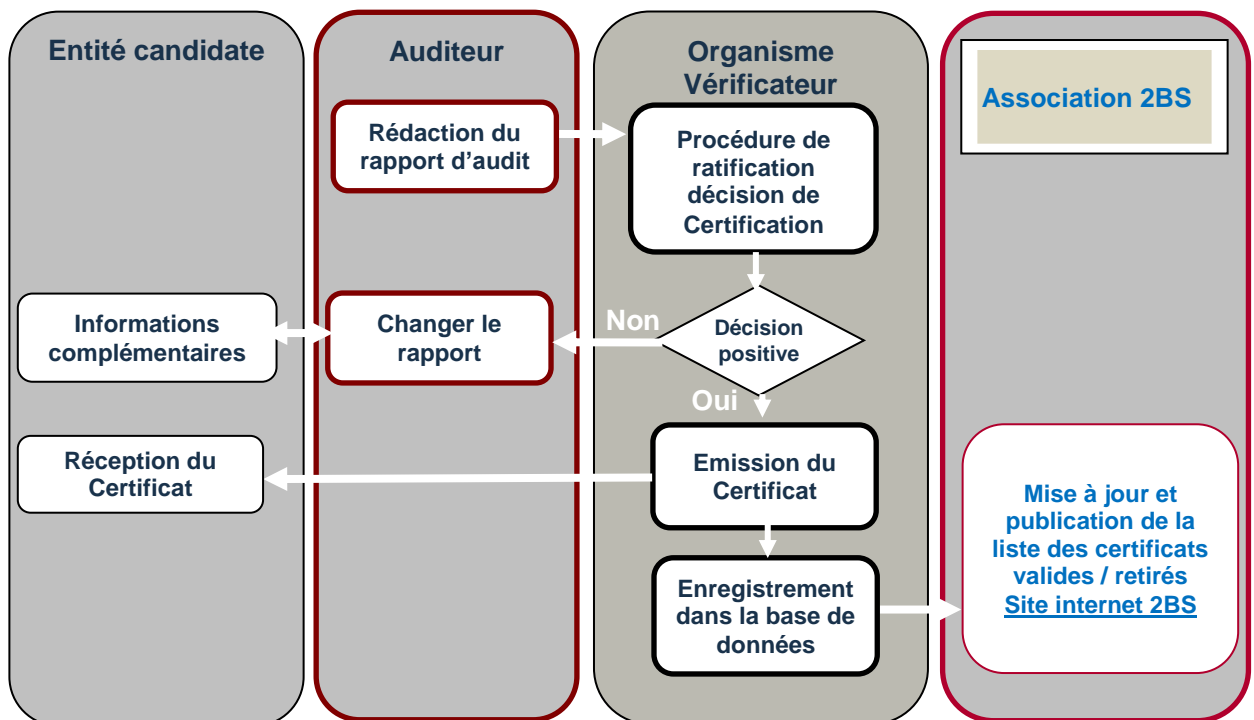 Entité candidate
Auditeur
Organisme
Vérificateur
Association 2BS
Rédaction du
rapport d’audit
Procédure de
ratification
décision de
Certification
Informations
complémentaires
Changer le
rapport
Non
Décision
positive
Oui
Réception du
Certificat
Emission du
Certificat
Enregistrement
dans la base de
données
Mise à jour et
publication de la
liste des certificats
valides / retirés
Site internet 2BS